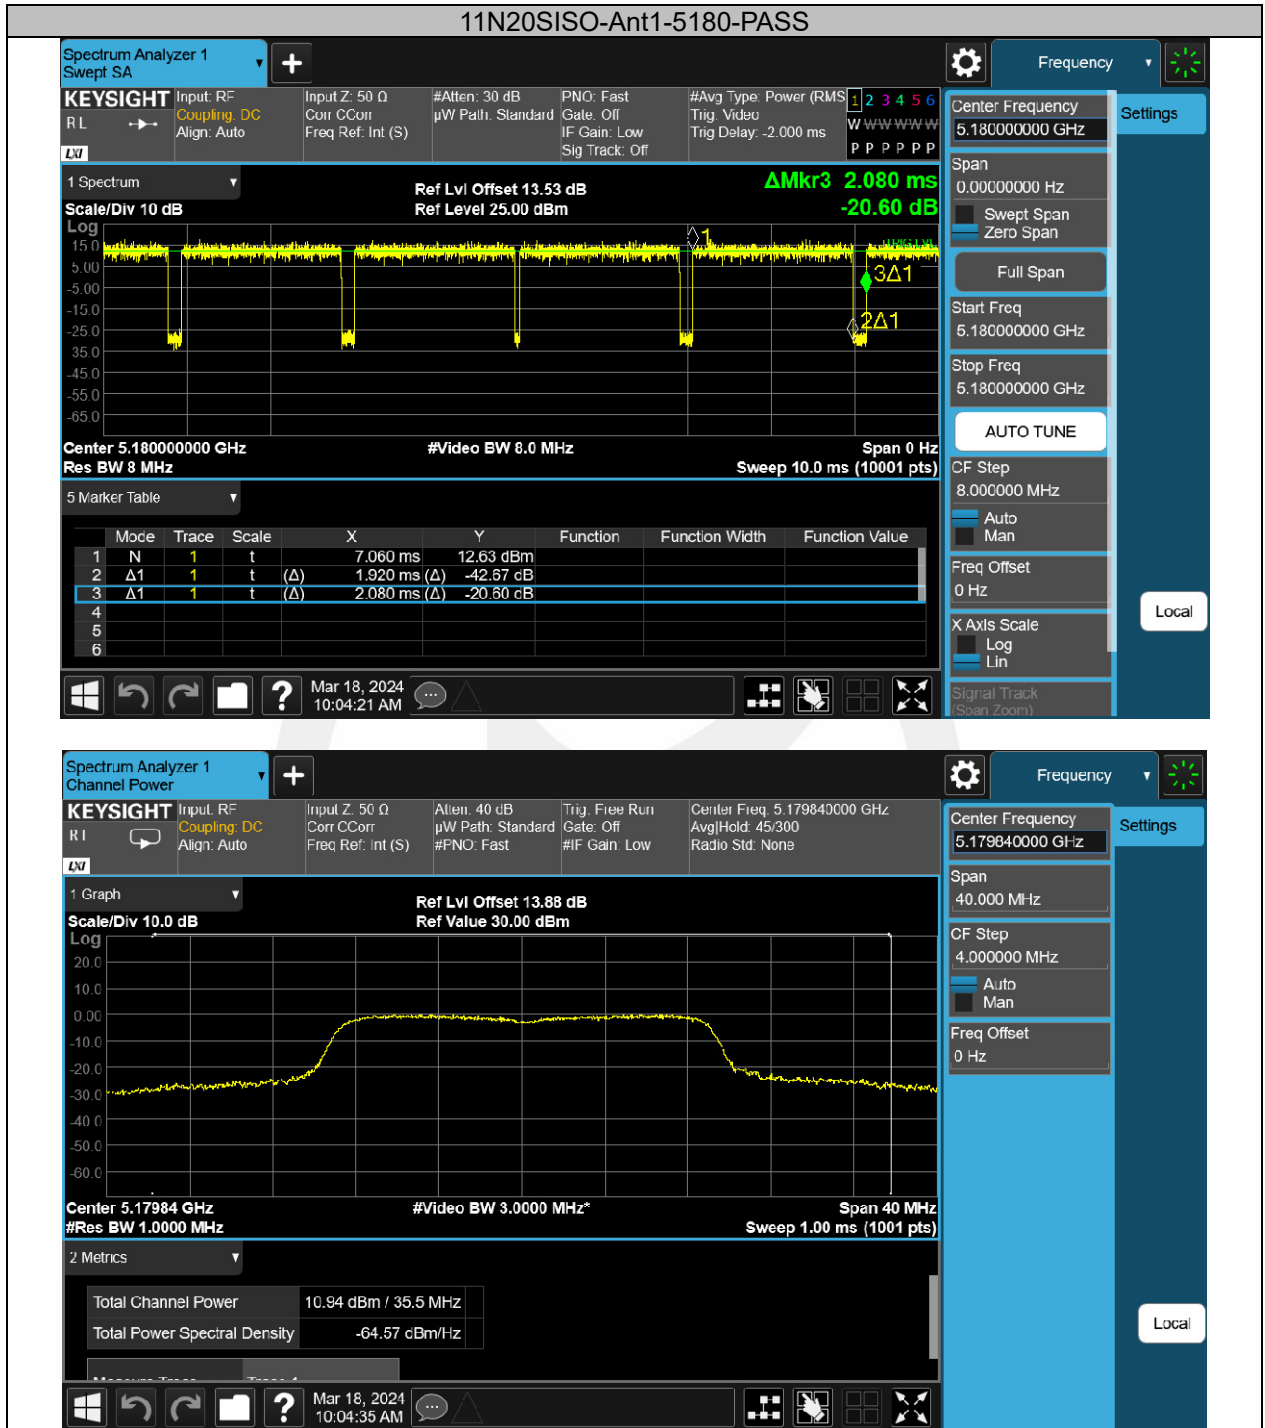 11N20SISO-Ant1-5180-PASS
Spectrum Analyzer 1
Swept SA
Frequency
KEYSIGHT
RL
LXI
Input: RF
Coupling: DC
Align: Auto
Input Z: 50 Ω
Corr CCorr
Freq Ref: Int (S)
#Atten: 30 dB
µW Path: Standard
PNO: Fast
Gate: Off
IF Gain: Low
Sig Track: Off
#Avg Type: Power (RMS
Trig: Video
Trig Delay: -2.000 ms
1 2 3 4 5 6
W W W W W W
P P P P P P
Center Frequency
5.180000000 GHz
Settings
Span
0.00000000 Hz
Swept Span
Zero Span
Full Span
Start Freq
5.180000000 GHz
Stop Freq
5.180000000 GHz
AUTO TUNE
CF Step
8.000000 MHz
Auto
Man
Freq Offset
0 Hz
X Axis Scale
Log
Lin
Signal Track
(Span Zoom)
Local
1 Spectrum
Scale/Div 10 dB
Ref Lvl Offset 13.53 dB
Ref Level 25.00 dBm
ΔMkr3 2.080 ms
-20.60 dB
Log
15.0
5.00
-5.00
-15.0
-25.0
-35.0
-45.0
-55.0
-65.0
1
3Δ1
2Δ1
Center 5.180000000 GHz
#Video BW 8.0 MHz
Span 0 Hz
Res BW 8 MHz
Sweep 10.0 ms (10001 pts)
5 Marker Table
Mode Trace Scale X Y Function Function Width Function Value
1 N 1 t 7.060 ms 12.63 dBm
2 Δ1 1 t (Δ) 1.920 ms (Δ) -42.67 dB
3 Δ1 1 t (Δ) 2.080 ms (Δ) -20.60 dB
4
5
6
?
Mar 18, 2024
10:04:21 AM
Spectrum Analyzer 1
Channel Power
Frequency
KEYSIGHT
LXI
Input: RF
Coupling: DC
Align: Auto
Input Z: 50 Ω
Corr CCorr
Freq Ref: Int (S)
Atten: 40 dB
µW Path: Standard
#PNO: Fast
Trig: Free Run
Gate: Off
#IF Gain: Low
Center Freq: 5.179840000 GHz
Avg|Hold: 45/300
Radio Std: None
Center Frequency
5.179840000 GHz
Settings
Span
40.000 MHz
CF Step
4.000000 MHz
Auto
Man
Freq Offset
0 Hz
Local
1 Graph
Scale/Div 10.0 dB
Ref Lvl Offset 13.88 dB
Ref Value 30.00 dBm
Log
20.0
10.0
0.00
-10.0
-20.0
-30.0
-40.0
-50.0
-60.0
Center 5.17984 GHz
#Video BW 3.0000 MHz*
Span 40 MHz
#Res BW 1.0000 MHz
Sweep 1.00 ms (1001 pts)
2 Metrics
Total Channel Power 10.94 dBm / 35.5 MHz
Total Power Spectral Density -64.57 dBm/Hz
?
Mar 18, 2024
10:04:35 AM